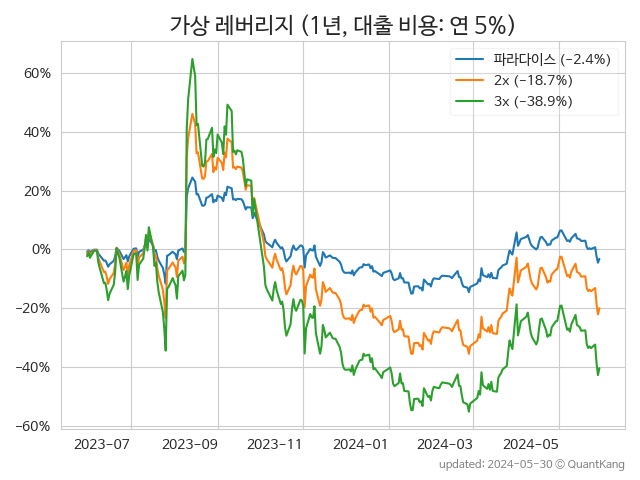 가상 레버리지 (1년, 대출 비용: 연 5%)
파라다이스 (−2.4%)
2x (−18.7%)
3x (−38.9%)
60%
40%
20%
0%
−20%
−40%
−60%
2023-07
2023-09
2023-11
2024-01
2024-03
2024-05
updated: 2024-05-30 © QuantKang